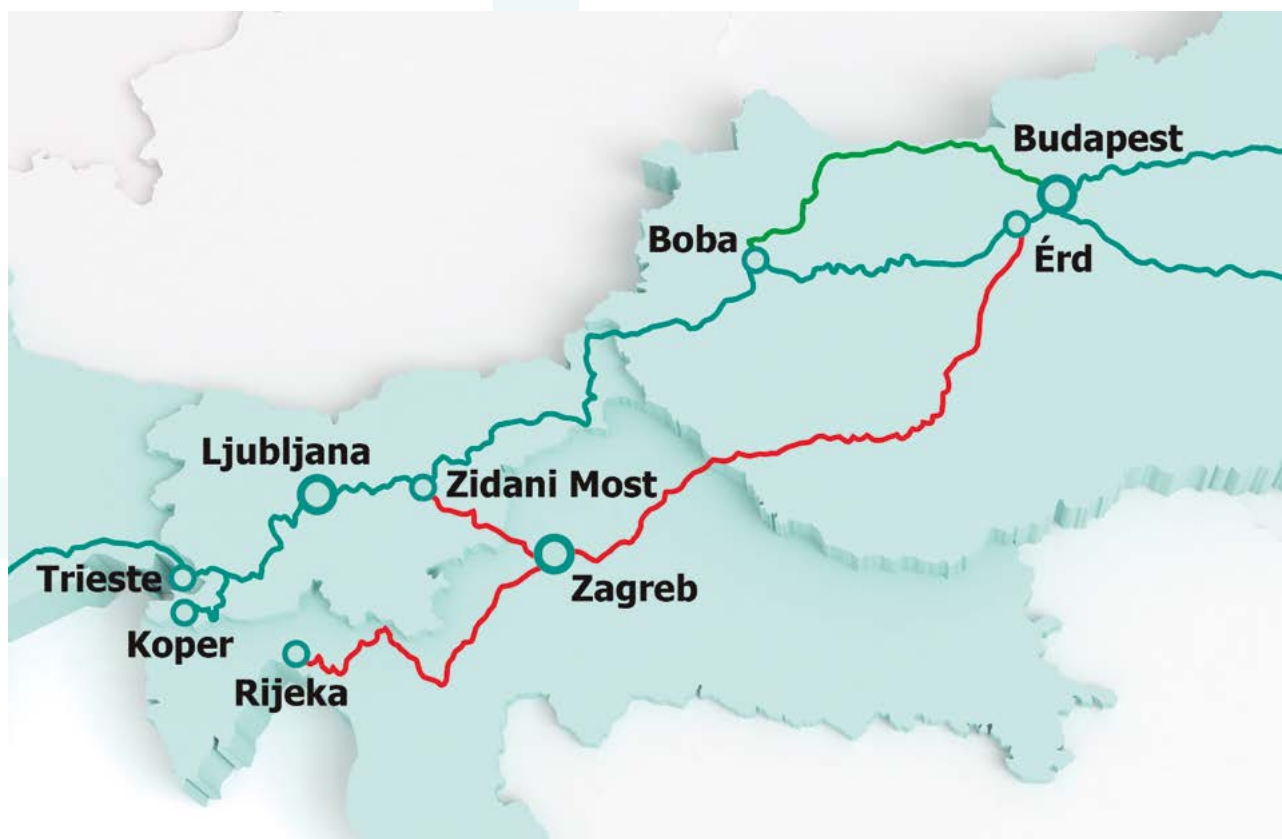 Budapest
Boba
Érd
Ljubljana
Zidani Most
Trieste
Zagreb
Koper
Rijeka